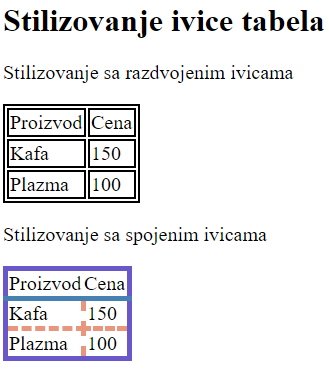 Stilizovanje ivice tabela
Stilizovanje sa razdvojenim ivicama
Proizvod Cena
Kafa 150
Plazma 100
Stilizovanje sa spojenim ivicama
Proizvod Cena
Kafa 150
Plazma 100